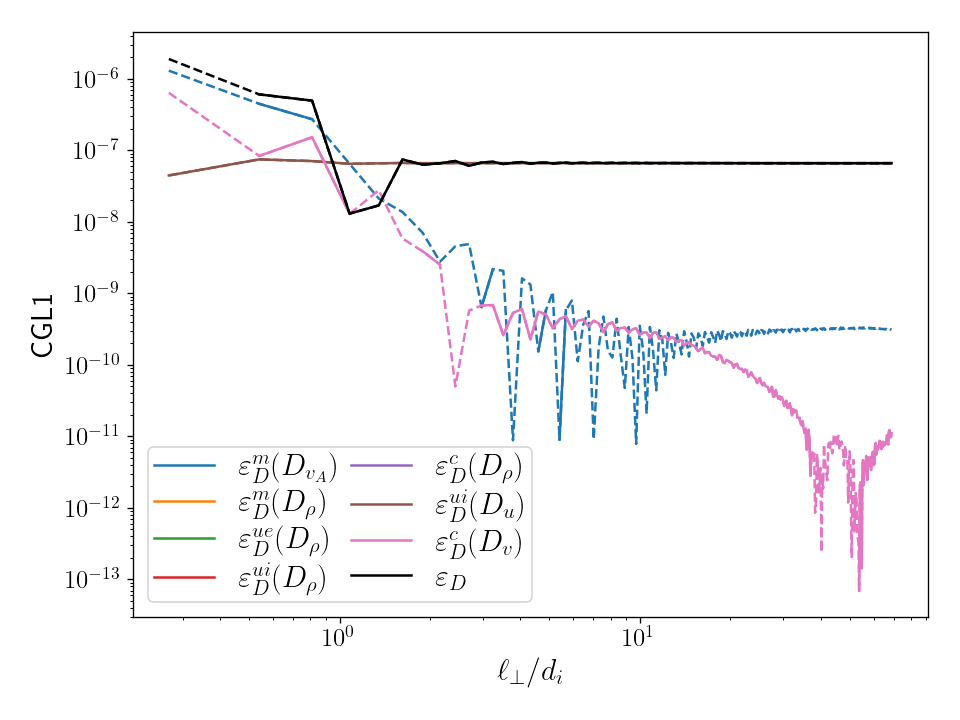 CGL1
10⁻⁶
10⁻⁷
10⁻⁸
10⁻⁹
10⁻¹⁰
10⁻¹¹
10⁻¹²
10⁻¹³
ε_D^m(D_{v_A})
ε_D^m(D_ρ)
ε_D^{ue}(D_ρ)
ε_D^{ui}(D_ρ)
ε_D^c(D_ρ)
ε_D^{ui}(D_u)
ε_D^c(D_v)
ε_D
10⁰
10¹
ℓ_⊥/d_i